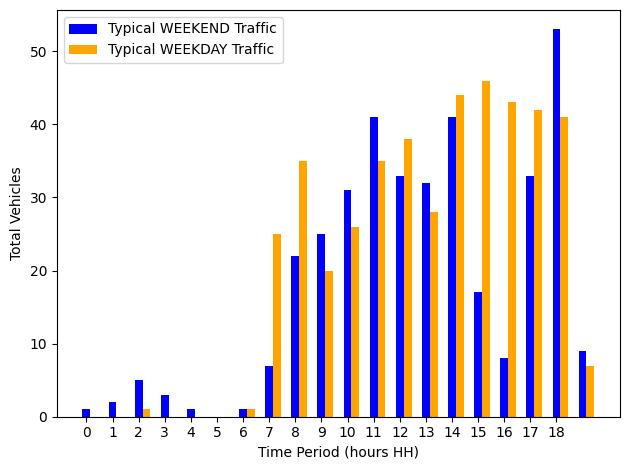 Typical WEEKEND Traffic
Typical WEEKDAY Traffic
Total Vehicles
50
40
30
20
10
0
0 1 2 3 4 5 6 7 8 9 10 11 12 13 14 15 16 17 18
Time Period (hours HH)